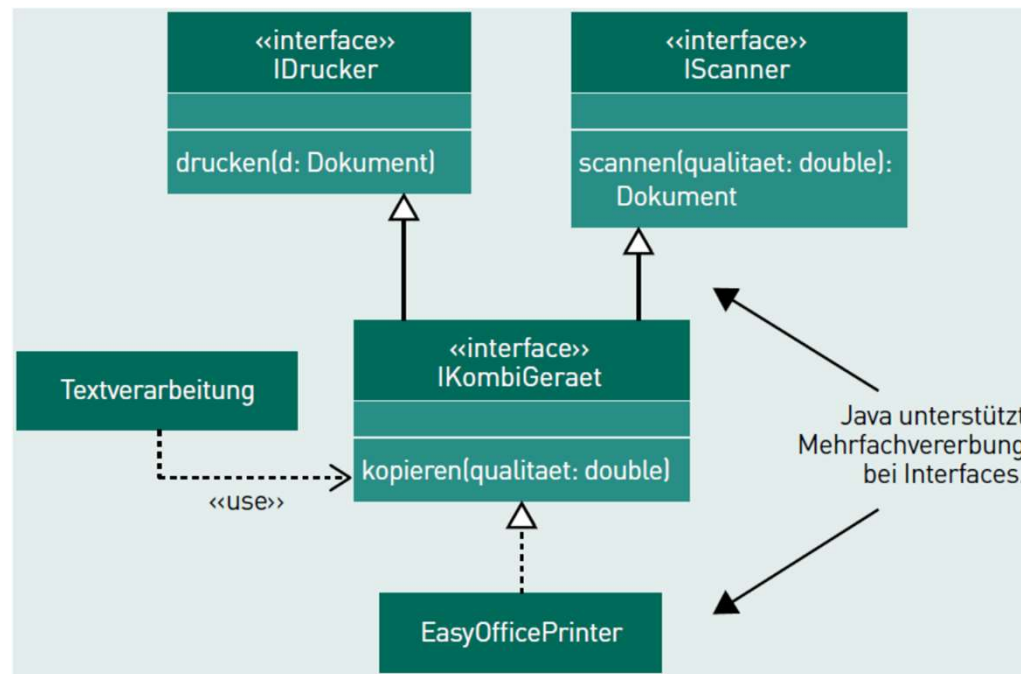 ‹‹interface››
IDrucker
drucken(d: Dokument)
‹‹interface››
IScanner
scannen(qualitaet: double):
Dokument
‹‹interface››
IKombiGeraet
kopieren(qualitaet: double)
Textverarbeitung
‹‹use››
Java unterstützt
Mehrfachvererbung
bei Interfaces.
EasyOfficePrinter